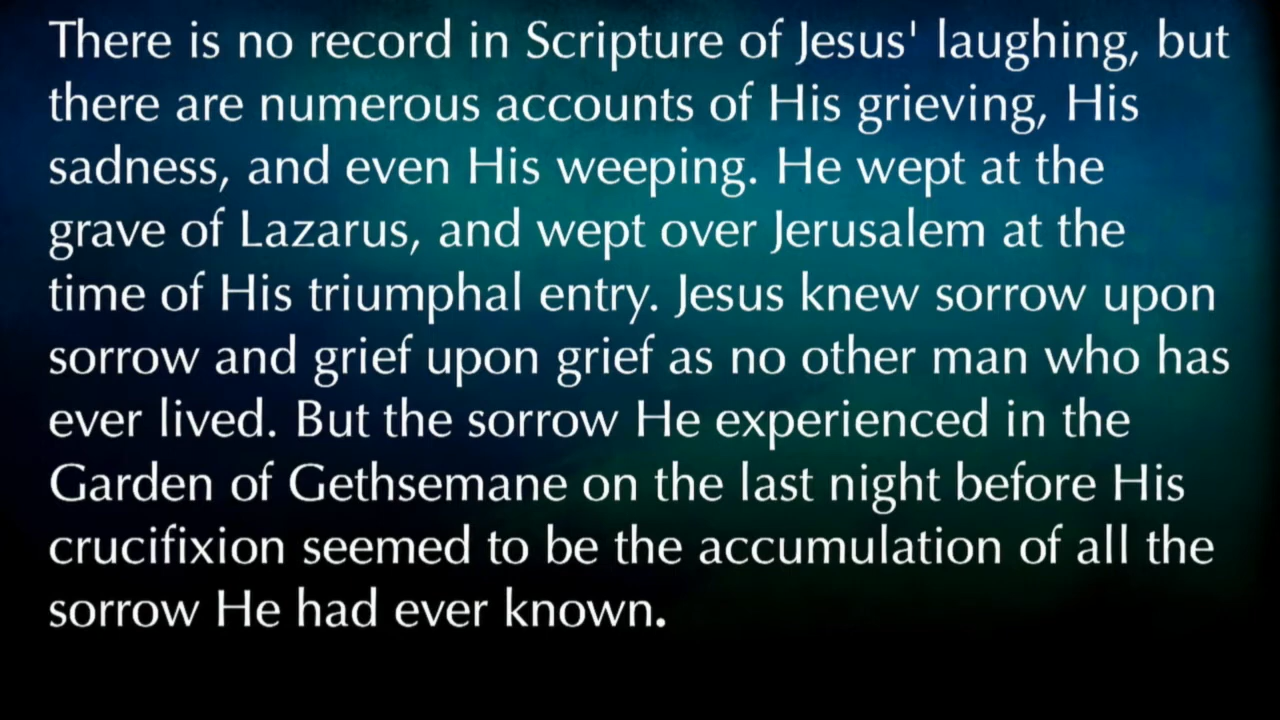 There is no record in Scripture of Jesus' laughing, but
there are numerous accounts of His grieving, His
sadness, and even His weeping. He wept at the
grave of Lazarus, and wept over Jerusalem at the
time of His triumphal entry. Jesus knew sorrow upon
sorrow and grief upon grief as no other man who has
ever lived. But the sorrow He experienced in the
Garden of Gethsemane on the last night before His
crucifixion seemed to be the accumulation of all the
sorrow He had ever known.